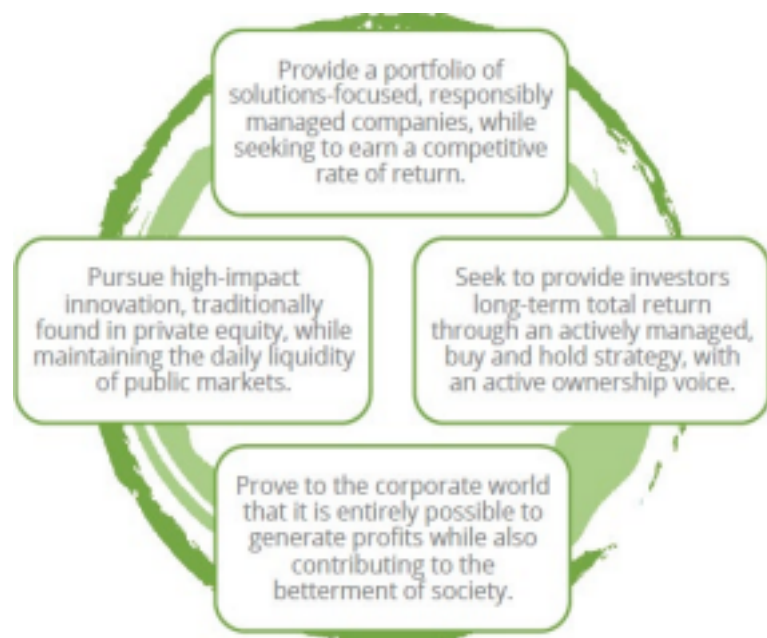 Provide a portfolio of
solutions-focused, responsibly
managed companies, while
seeking to earn a competitive
rate of return.
Pursue high-impact
innovation, traditionally
found in private equity, while
maintaining the daily liquidity
of public markets.
Seek to provide investors
long-term total return
through an actively managed,
buy and hold strategy, with
an active ownership voice.
Prove to the corporate world
that it is entirely possible to
generate profits while also
contributing to the
betterment of society.